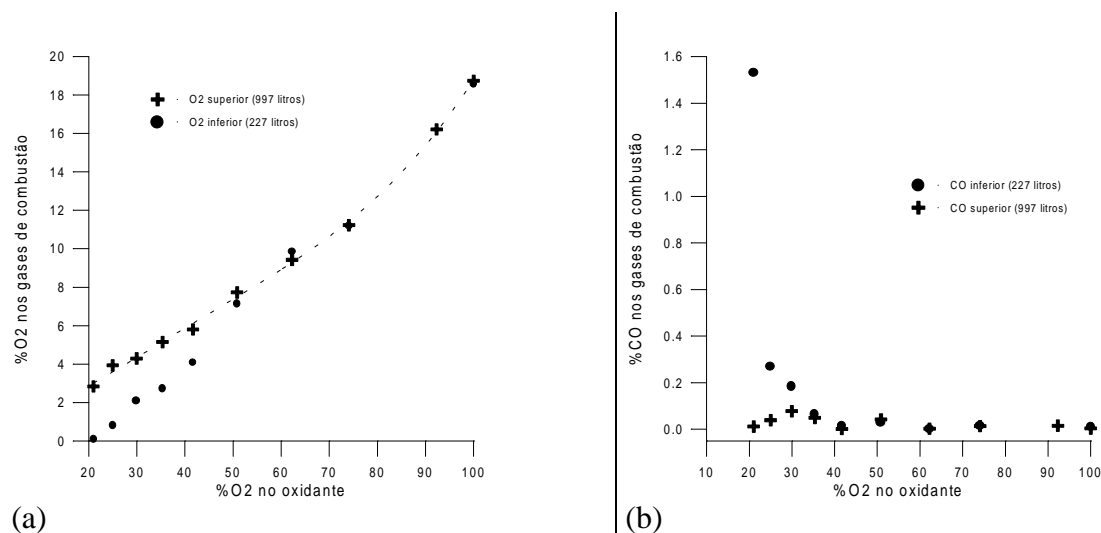 20
18
16
14
12
10
8
6
4
2
0
%O2 nos gases de combustão
O2 superior (997 litros)
O2 inferior (227 litros)
20 30 40 50 60 70 80 90 100
%O2 no oxidante
(a)
1.6
1.4
1.2
1.0
0.8
0.6
0.4
0.2
0.0
%CO nos gases de combustão
CO inferior (227 litros)
CO superior (997 litros)
10 20 30 40 50 60 70 80 90 100
%O2 no oxidante
(b)